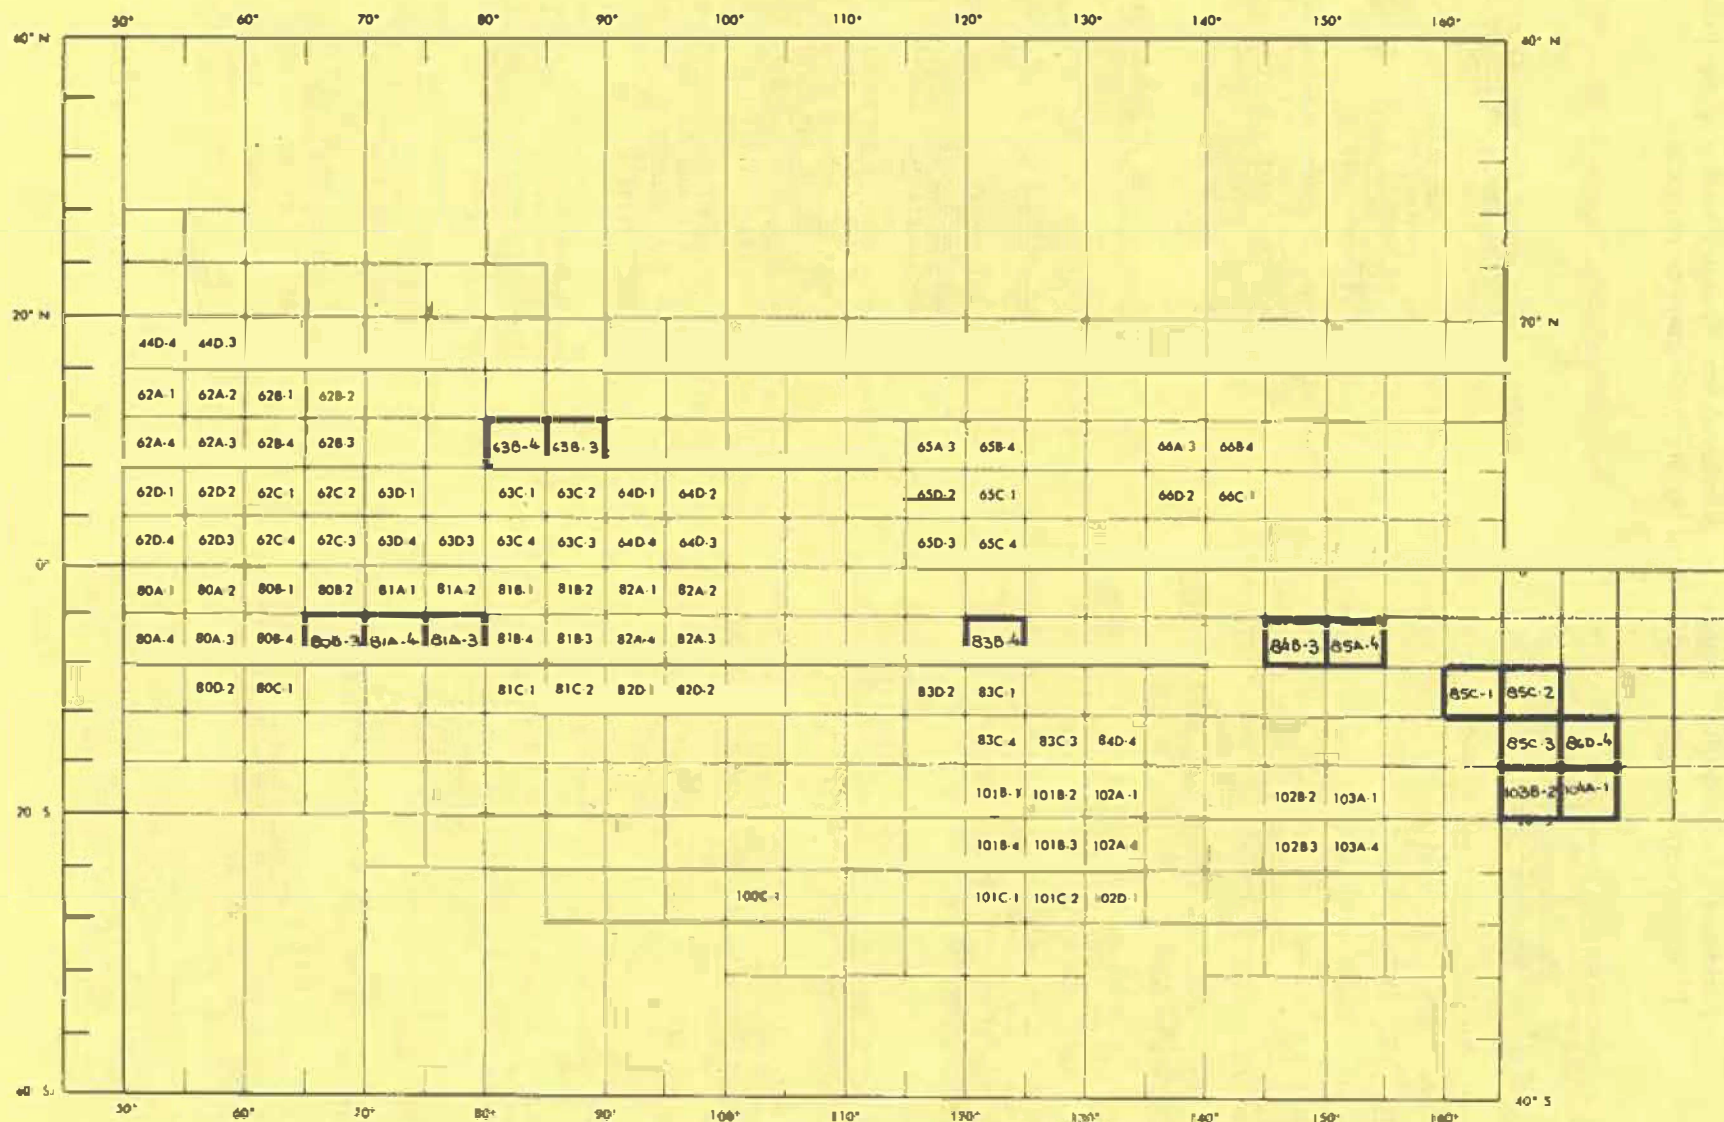 50° 60° 70° 80° 90° 100° 110° 120° 130° 140° 150° 160°
40° N 40° N
20° N 20° N
44D-4 44D-3
62A-1 62A-2 62B-1 62B-2
62A-4 62A-3 62B-4 62B-3 63B-4 63B-3 65A-3 65B-4 66A-3 66B-4
62D-1 62D-2 62C-1 62C-2 63D-1 63C-1 63C-2 64D-1 64D-2 65D-2 65C-1 66D-2 66C-1
62D-4 62D-3 62C-4 62C-3 63D-4 63D-3 63C-4 63C-3 64D-4 64D-3 65D-3 65C-4
0° 0°
80A-1 80A-2 80B-1 80B-2 81A-1 81A-2 81B-1 81B-2 82A-1 82A-2
80A-4 80A-3 80B-4 80B-3 81A-4 81A-3 81B-4 81B-3 82A-4 82A-3 83B-4 84B-3 85A-4
80D-2 80C-1 81C-1 81C-2 82D-1 82D-2 83D-2 83C-1 85C-1 85C-2
83C-4 83C-3 84D-4 85C-3 86D-4
101B-1 101B-2 102A-1 102B-2 103A-1 103B-2 104A-1
20° S
101B-4 101B-3 102A-4 102B-3 103A-4
100C-1 101C-1 101C-2 102D-1
40° S 40° S
50° 60° 70° 80° 90° 100° 110° 120° 130° 140° 150° 160°